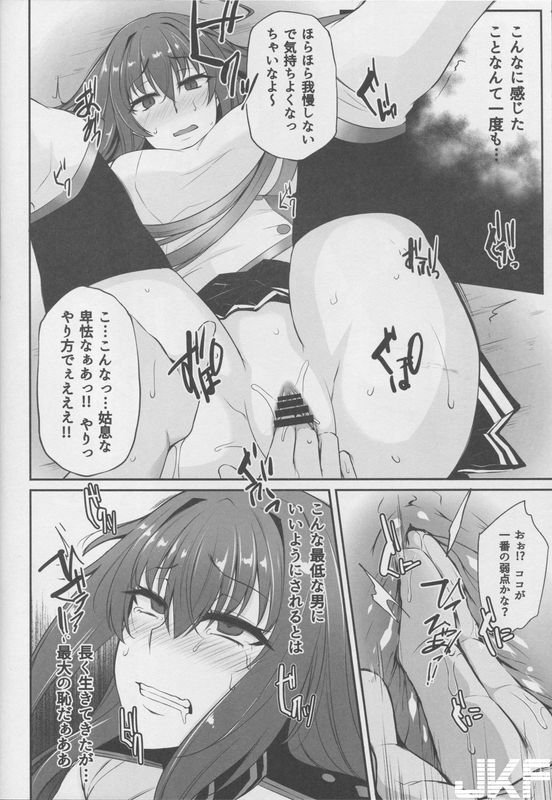 こんなに感じた
ことなんて一度も…
ほらほら我慢しない
で気持ちよくなっ
ちゃいなよ～
こ…こんなっ…姑息な
卑怯なぁあっ!! やりっ
やり方でぇえええ!!
おぉ!? ココが
一番の弱点かな?
こんな最低な男に
いいようにされるとは
長く生きてきたが…
最大の恥だぁああ
JKF